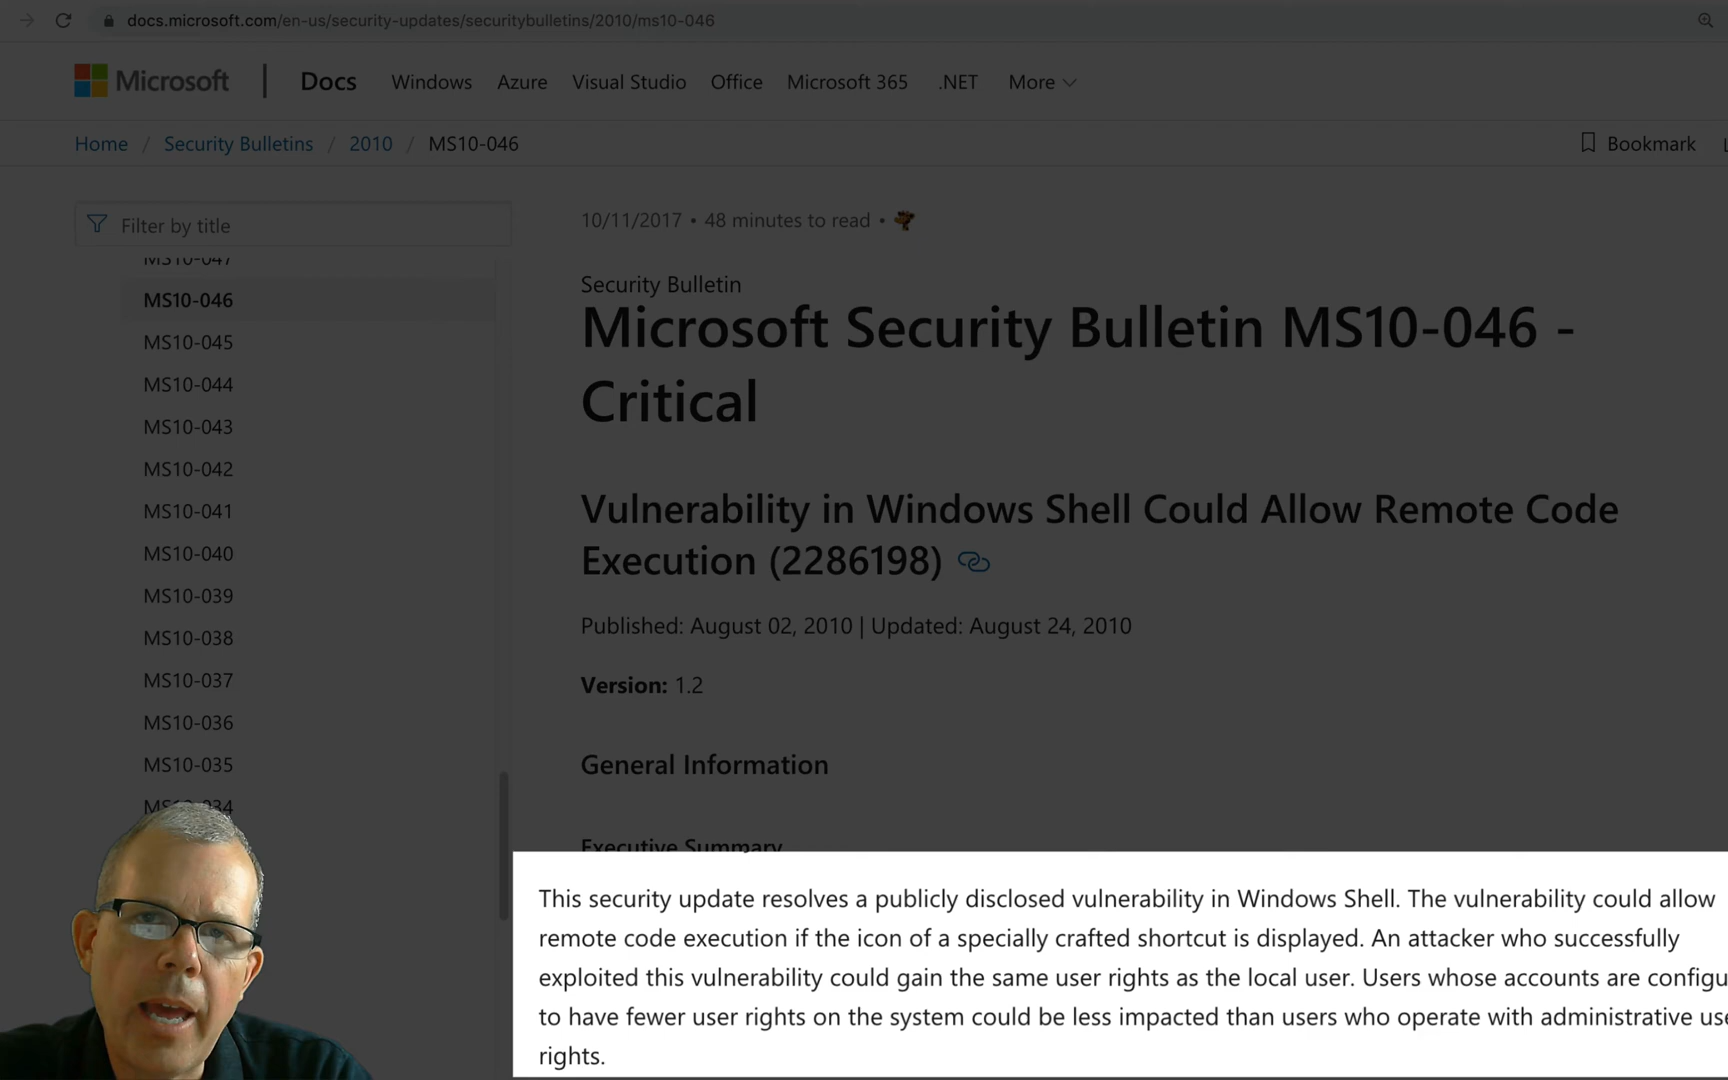 docs.microsoft.com/en-us/security-updates/securitybulletins/2010/ms10-046
Microsoft | Docs Windows Azure Visual Studio Office Microsoft 365 .NET More
Home / Security Bulletins / 2010 / MS10-046
Bookmark
Filter by title
MS10-047
MS10-046
MS10-045
MS10-044
MS10-043
MS10-042
MS10-041
MS10-040
MS10-039
MS10-038
MS10-037
MS10-036
MS10-035
MS10-034
10/11/2017 • 48 minutes to read •
Security Bulletin
Microsoft Security Bulletin MS10-046 -
Critical
Vulnerability in Windows Shell Could Allow Remote Code
Execution (2286198)
Published: August 02, 2010 | Updated: August 24, 2010
Version: 1.2
General Information
Executive Summary
This security update resolves a publicly disclosed vulnerability in Windows Shell. The vulnerability could allow
remote code execution if the icon of a specially crafted shortcut is displayed. An attacker who successfully
exploited this vulnerability could gain the same user rights as the local user. Users whose accounts are configu
to have fewer user rights on the system could be less impacted than users who operate with administrative use
rights.